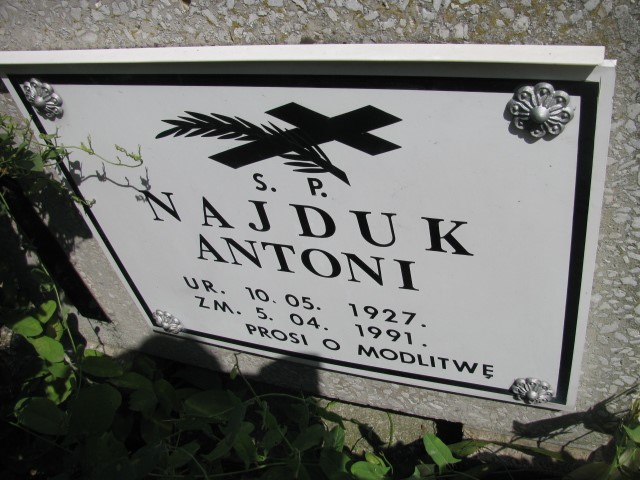 S. P.
NAJDUK
ANTONI
UR. 10. 05. 1927.
ZM. 5. 04. 1991.
PROSI O MODLITWĘ